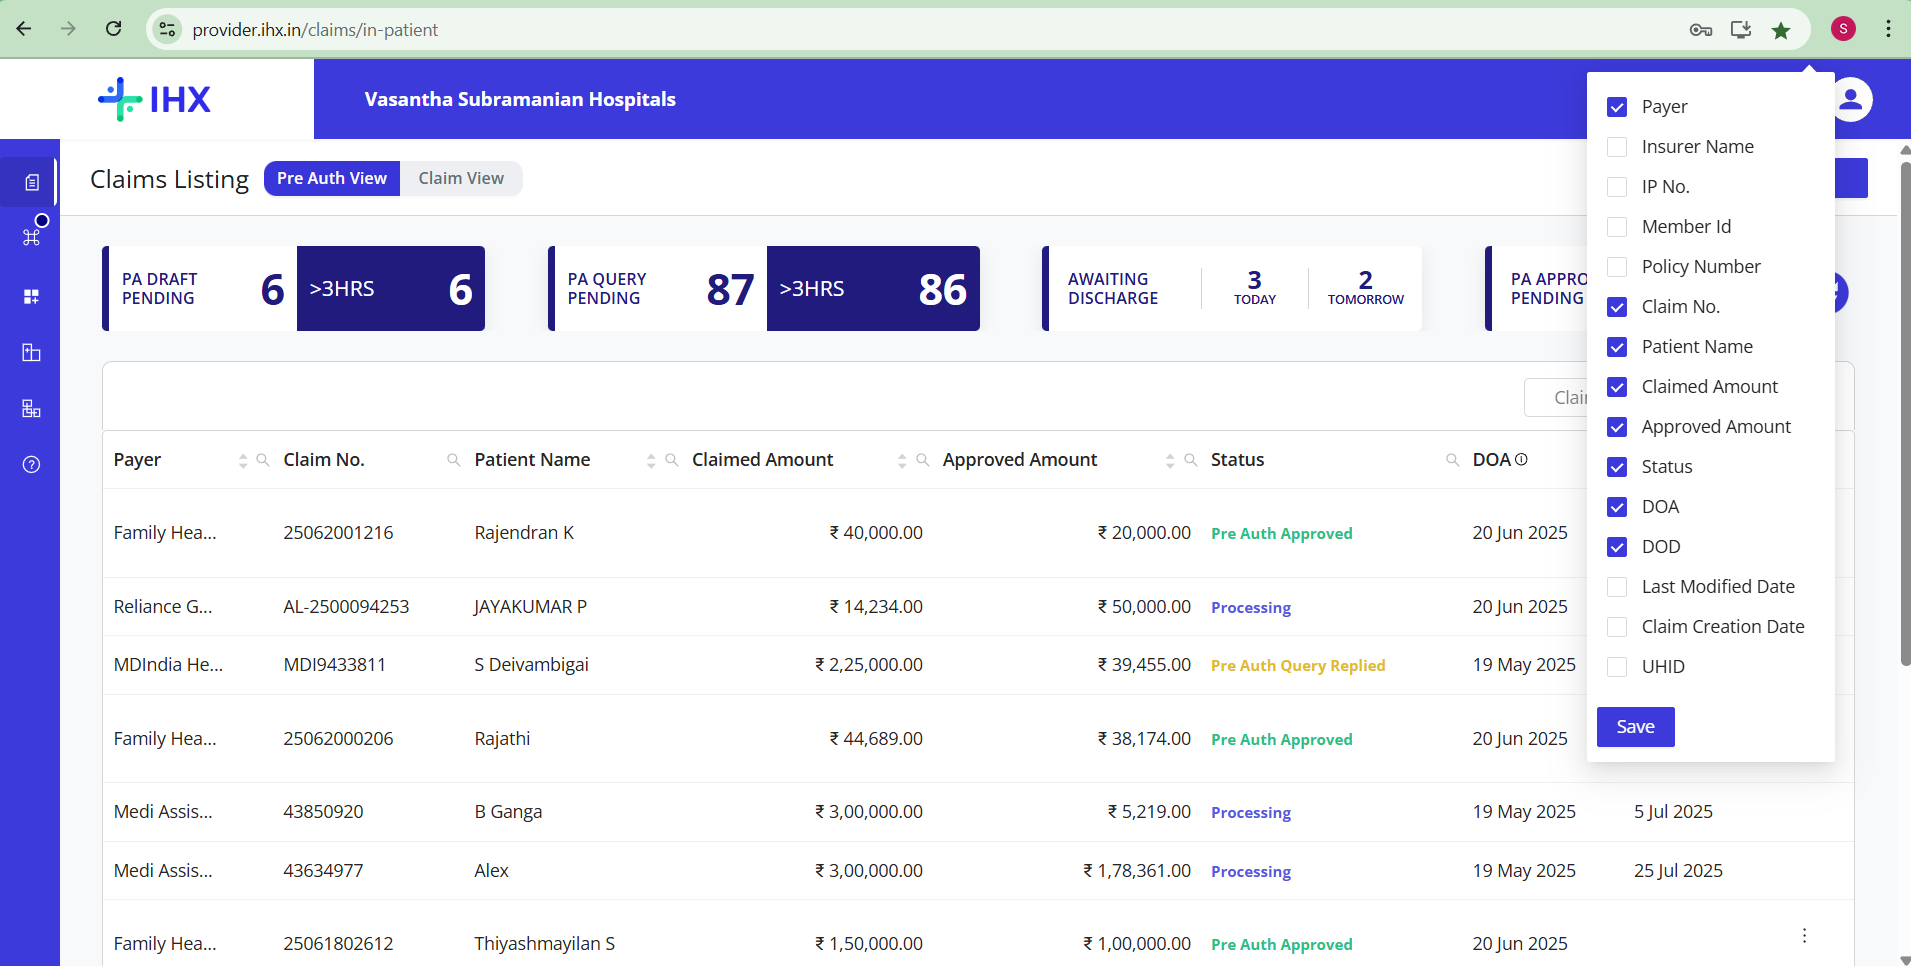 provider.ihx.in/claims/in-patient
S
IHX
Vasantha Subramanian Hospitals
Claims Listing
Pre Auth View
Claim View
PA DRAFT
PENDING
6
>3HRS
6
PA QUERY
PENDING
87
>3HRS
86
AWAITING
DISCHARGE
3
TODAY
2
TOMORROW
PA APPRO
PENDING
Payer Claim No. Patient Name Claimed Amount Approved Amount Status DOA
Family Hea... 25062001216 Rajendran K ₹ 40,000.00 ₹ 20,000.00 Pre Auth Approved 20 Jun 2025
Reliance G... AL-2500094253 JAYAKUMAR P ₹ 14,234.00 ₹ 50,000.00 Processing 20 Jun 2025
MDIndia He... MDI9433811 S Deivambigai ₹ 2,25,000.00 ₹ 39,455.00 Pre Auth Query Replied 19 May 2025
Family Hea... 25062000206 Rajathi ₹ 44,689.00 ₹ 38,174.00 Pre Auth Approved 20 Jun 2025
Medi Assis... 43850920 B Ganga ₹ 3,00,000.00 ₹ 5,219.00 Processing 19 May 2025 5 Jul 2025
Medi Assis... 43634977 Alex ₹ 3,00,000.00 ₹ 1,78,361.00 Processing 19 May 2025 25 Jul 2025
Family Hea... 25061802612 Thiyashmayilan S ₹ 1,50,000.00 ₹ 1,00,000.00 Pre Auth Approved 20 Jun 2025
Payer
Insurer Name
IP No.
Member Id
Policy Number
Claim No.
Patient Name
Claimed Amount
Approved Amount
Status
DOA
DOD
Last Modified Date
Claim Creation Date
UHID
Save